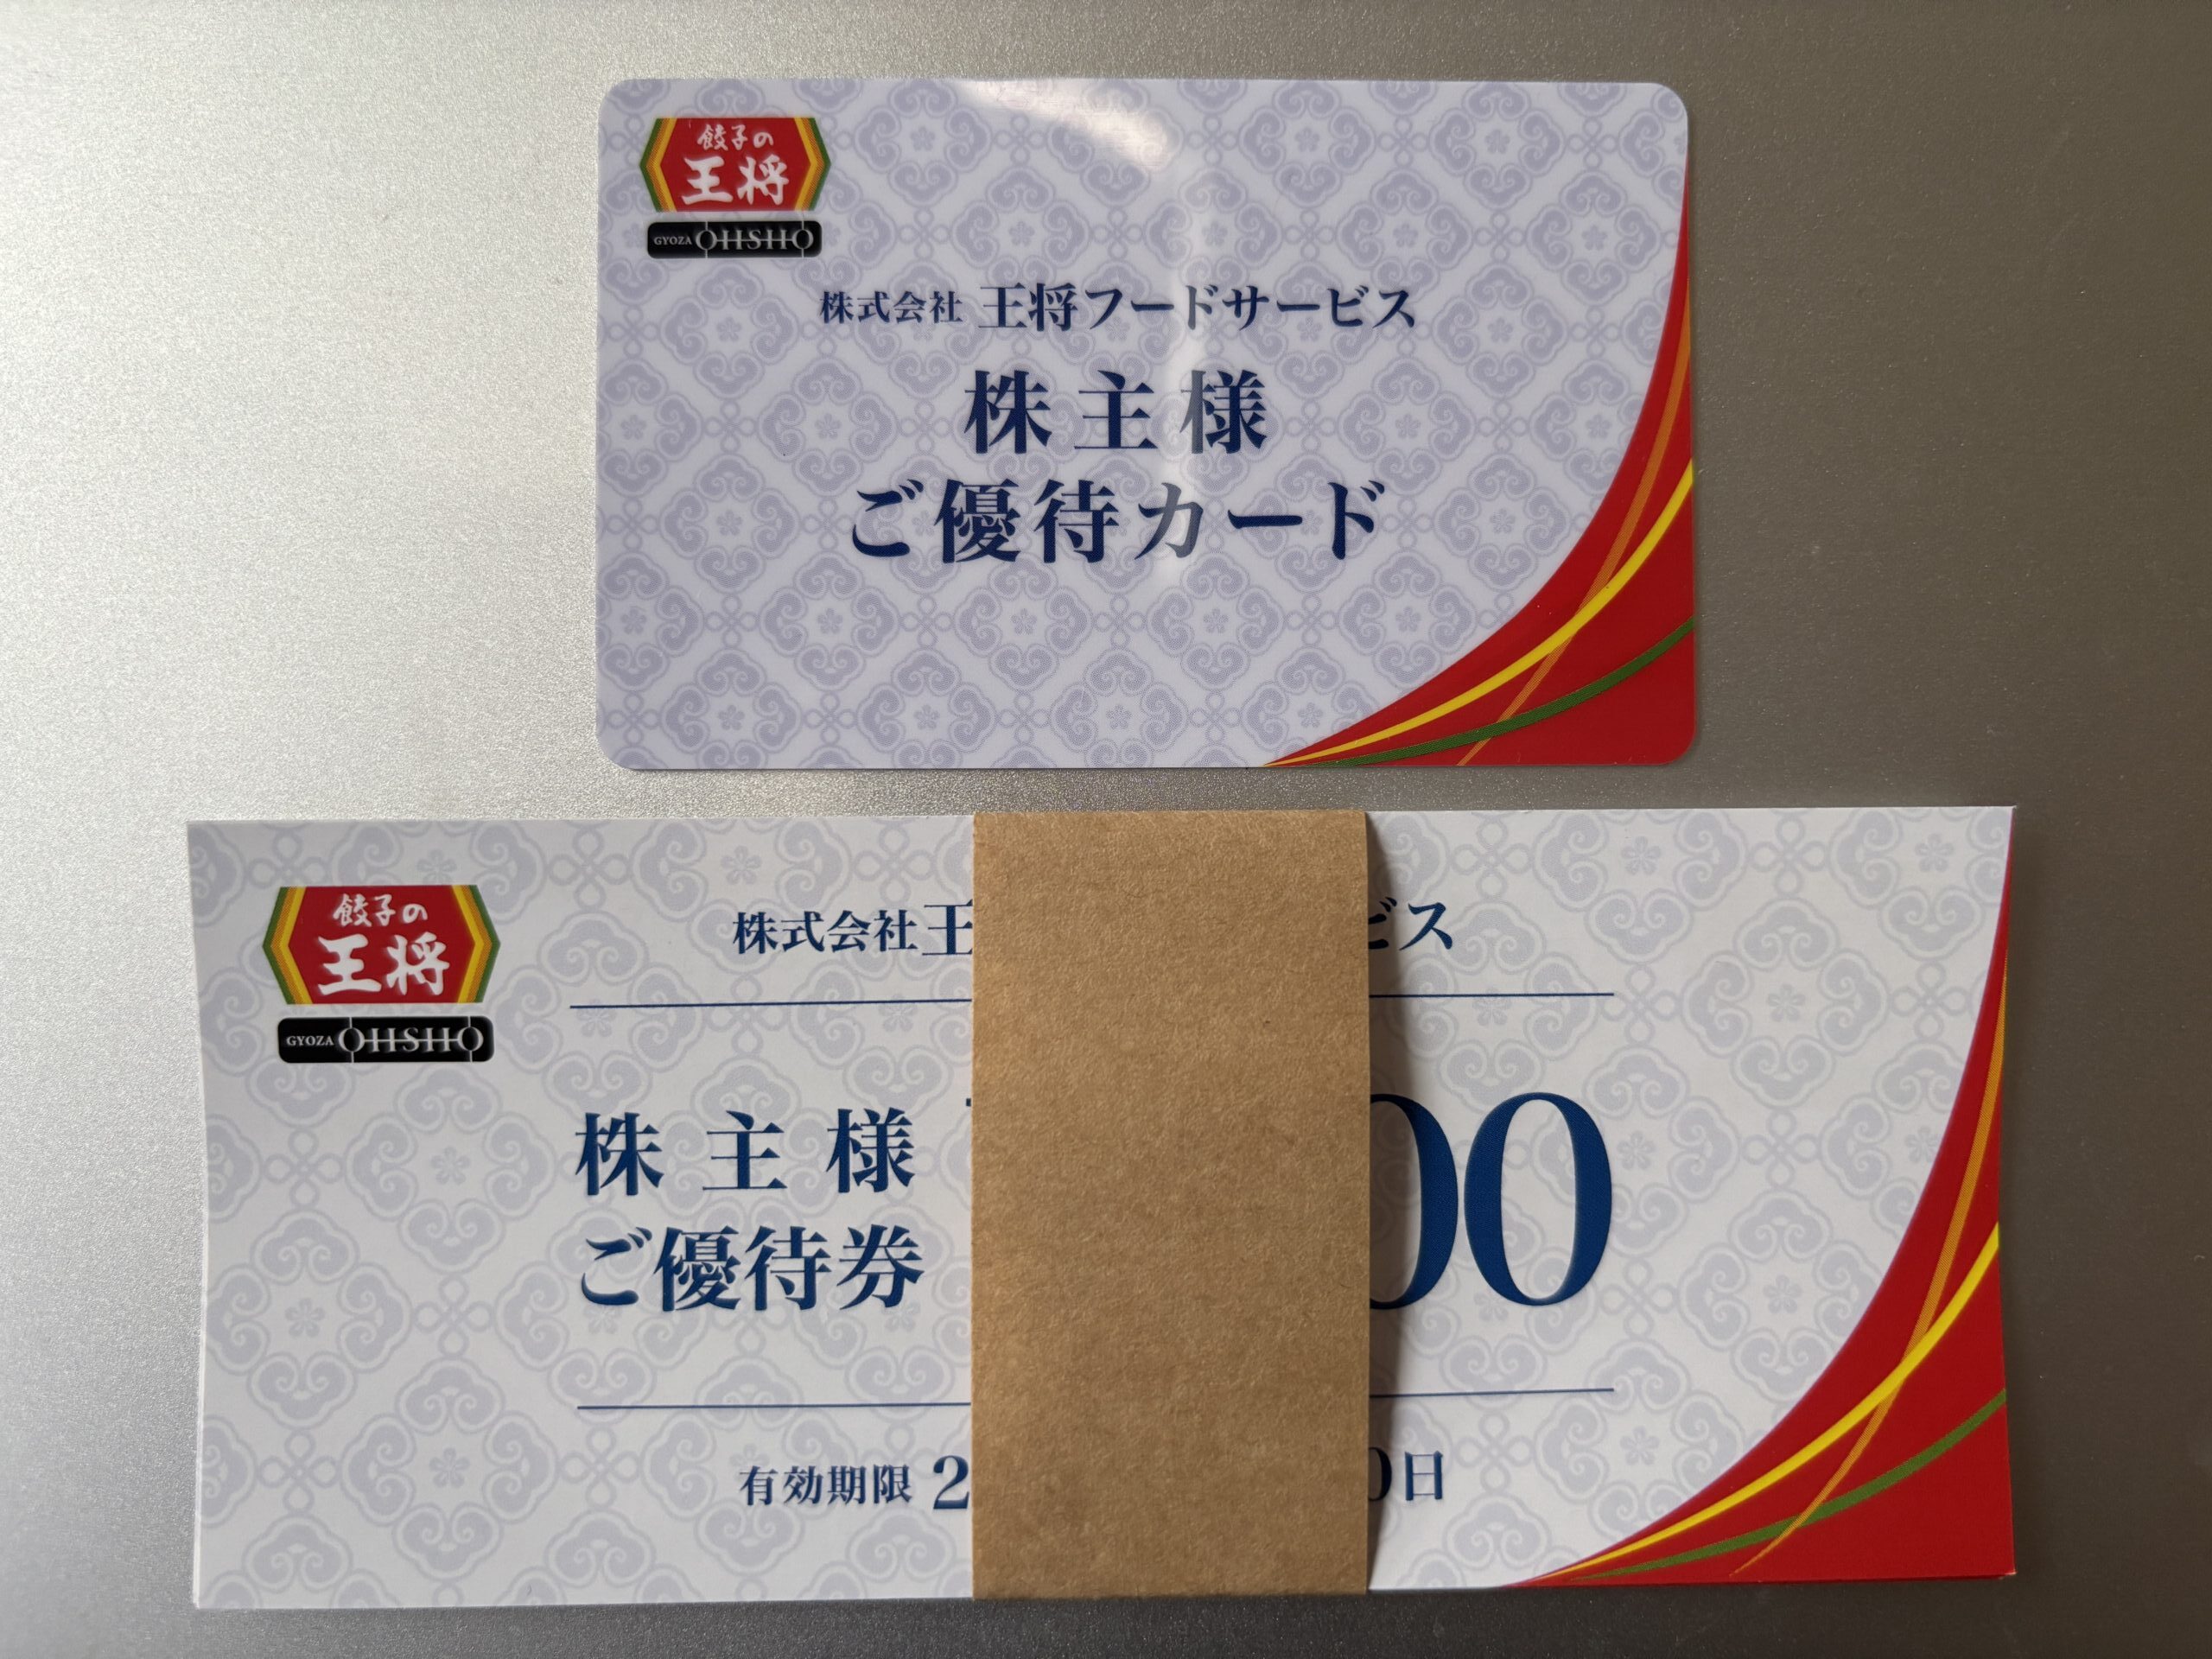 餃子の
王将
GYOZA OHSHO
株式会社 王将フードサービス
株主様
ご優待カード
餃子の
王将
GYOZA OHSHO
株式会社王 ビス
株主様
ご優待券 00
有効期限 2 0日